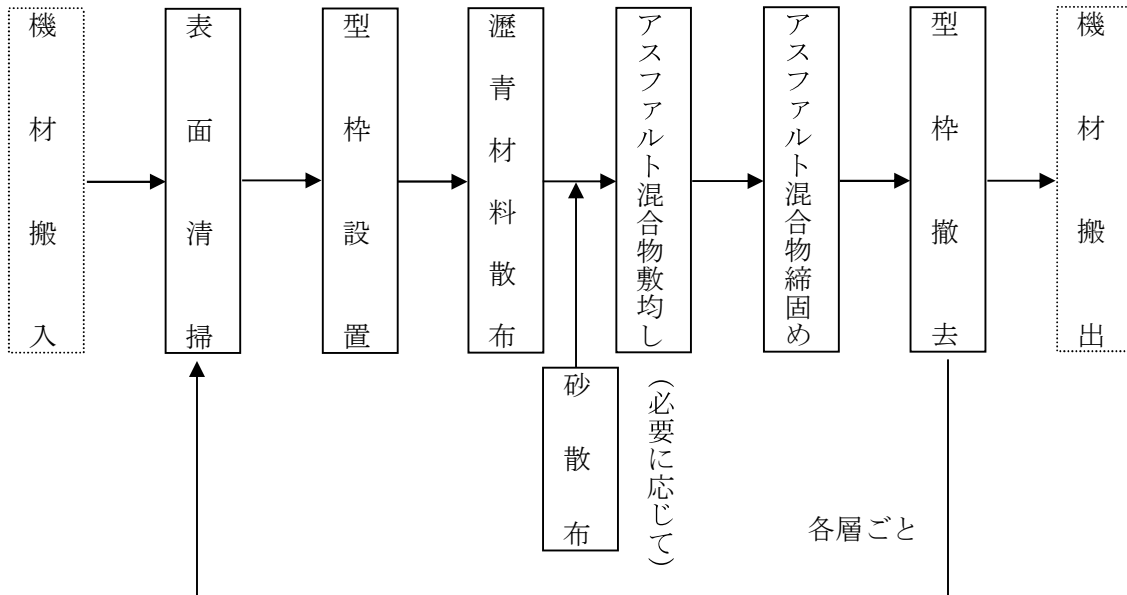 機材搬入
表面清掃
型枠設置
瀝青材料散布
アスファルト混合物敷均し
アスファルト混合物締固め
型枠撤去
機材搬出
砂散布
（必要に応じて）
各層ごと